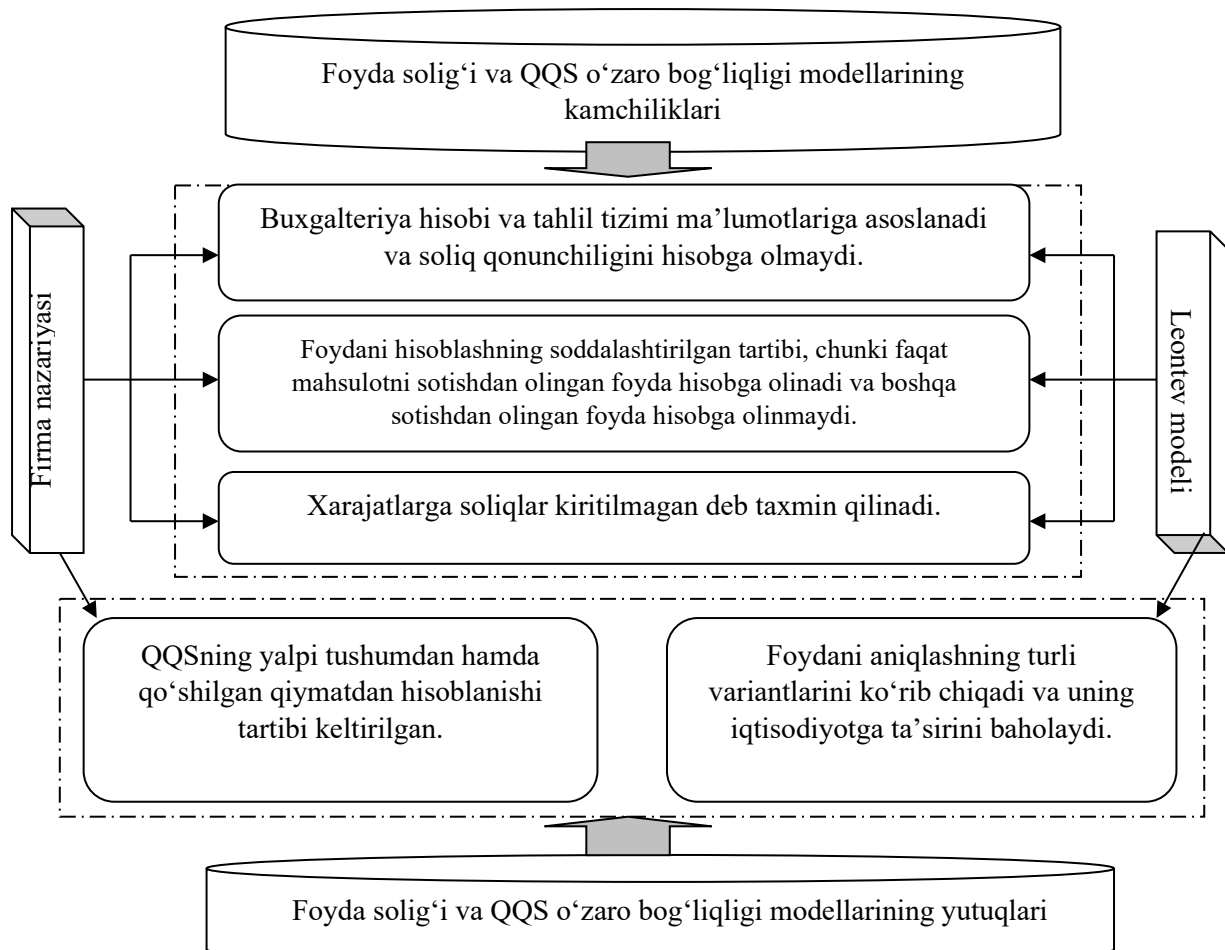 Foyda solig‘i va QQS o‘zaro bog‘liqligi modellarining
kamchiliklari
Firma nazariyasi
Buxgalteriya hisobi va tahlil tizimi ma’lumotlariga asoslanadi
va soliq qonunchiligini hisobga olmaydi.
Foydani hisoblashning soddalashtirilgan tartibi, chunki faqat
mahsulotni sotishdan olingan foyda hisobga olinadi va boshqa
sotishdan olingan foyda hisobga olinmaydi.
Xarajatlarga soliqlar kiritilmagan deb taxmin qilinadi.
Leontev modeli
QQSning yalpi tushumdan hamda
qo‘shilgan qiymatdan hisoblanishi
tartibi keltirilgan.
Foydani aniqlashning turli
variantlarini ko‘rib chiqadi va uning
iqtisodiyotga ta’sirini baholaydi.
Foyda solig‘i va QQS o‘zaro bog‘liqligi modellarining yutuqlari